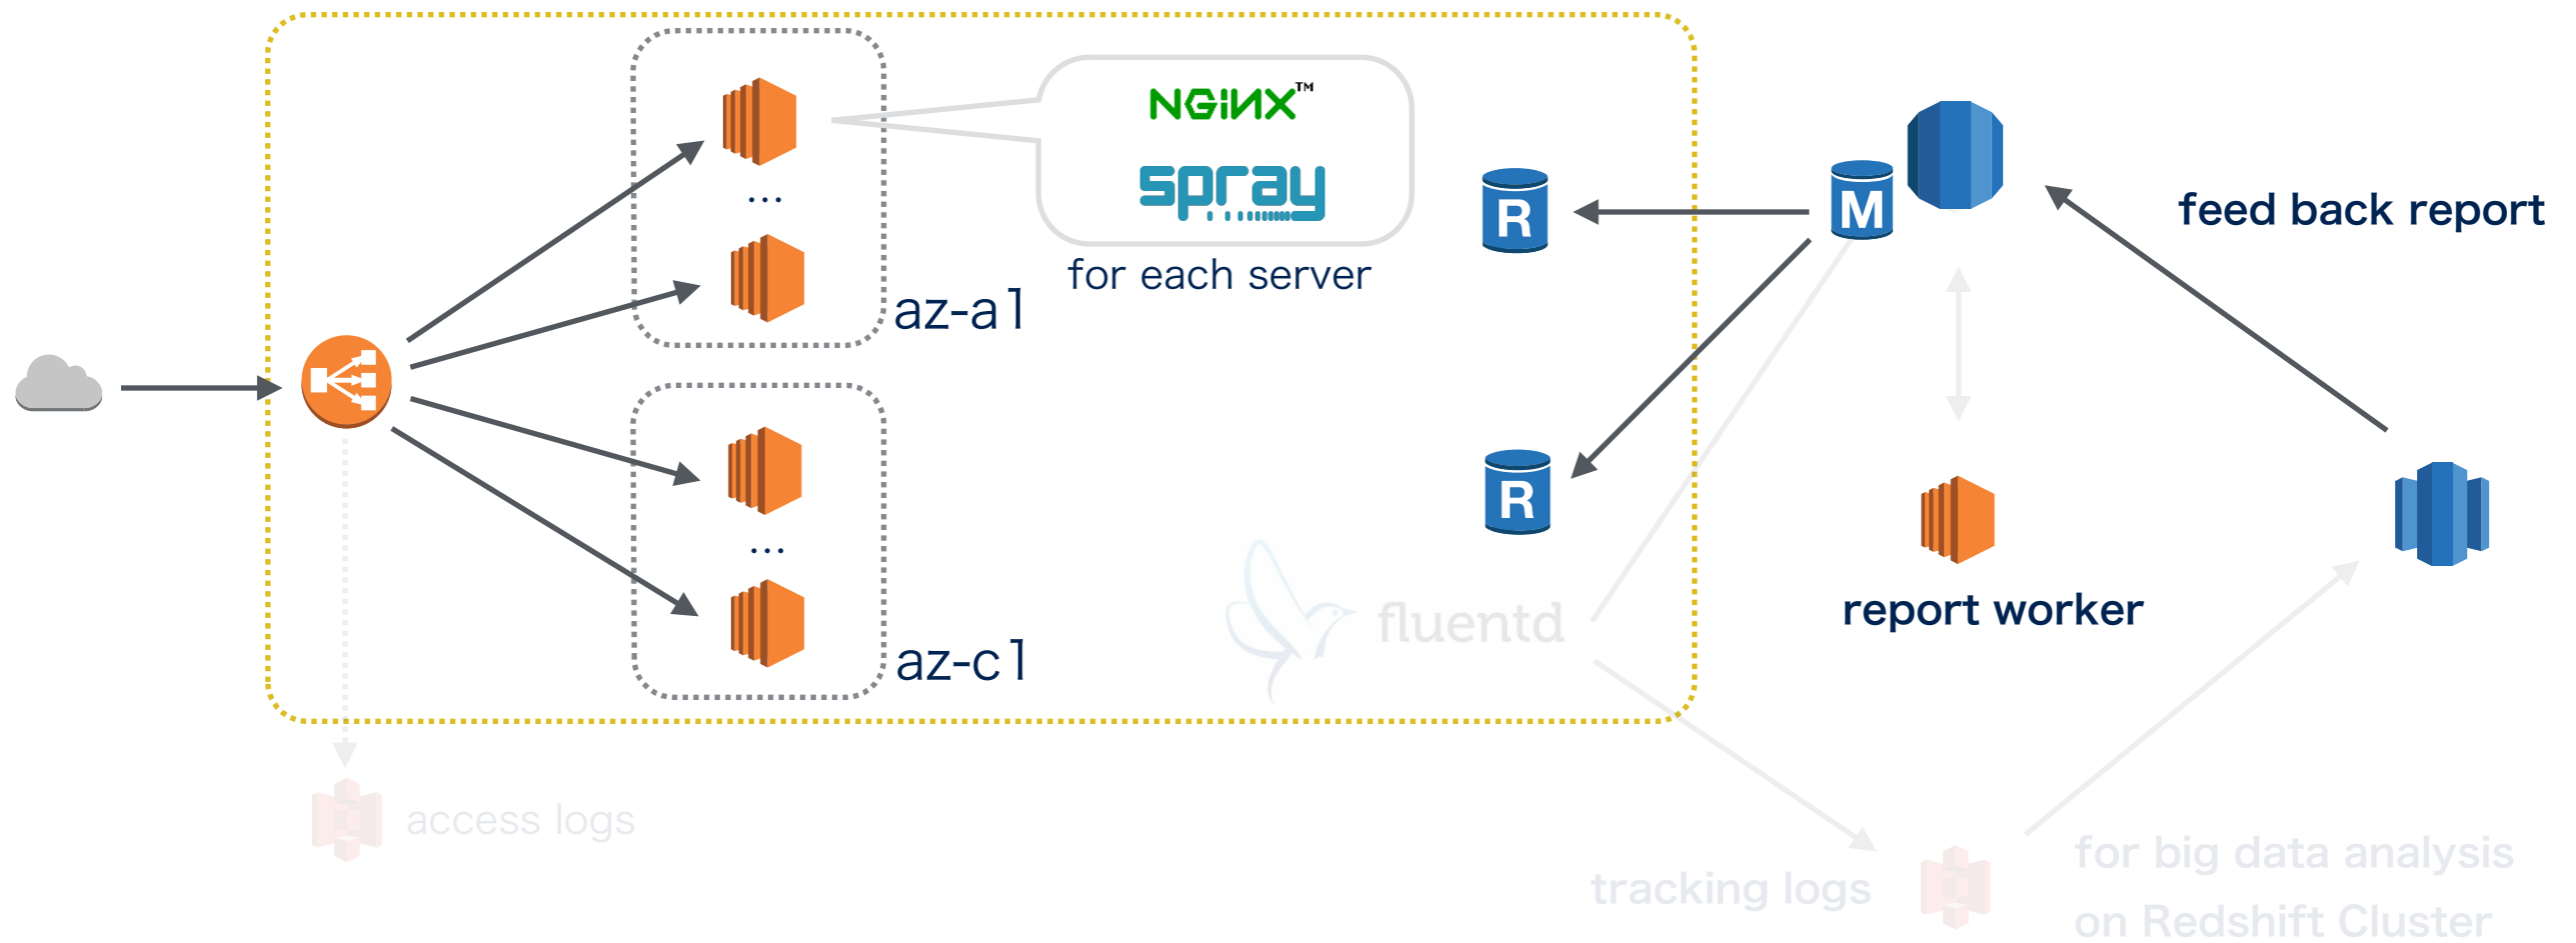 NGiNX™
spray
for each server
az-a1
R
M
feed back report
...
R
report worker
...
az-c1
fluentd
access logs
tracking logs
for big data analysis
on Redshift Cluster